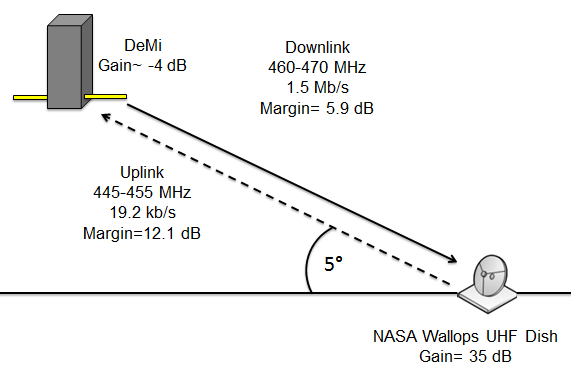 DeMi
Gain~ -4 dB
Downlink
460-470 MHz
1.5 Mb/s
Margin= 5.9 dB
Uplink
445-455 MHz
19.2 kb/s
Margin=12.1 dB
5°
NASA Wallops UHF Dish
Gain= 35 dB